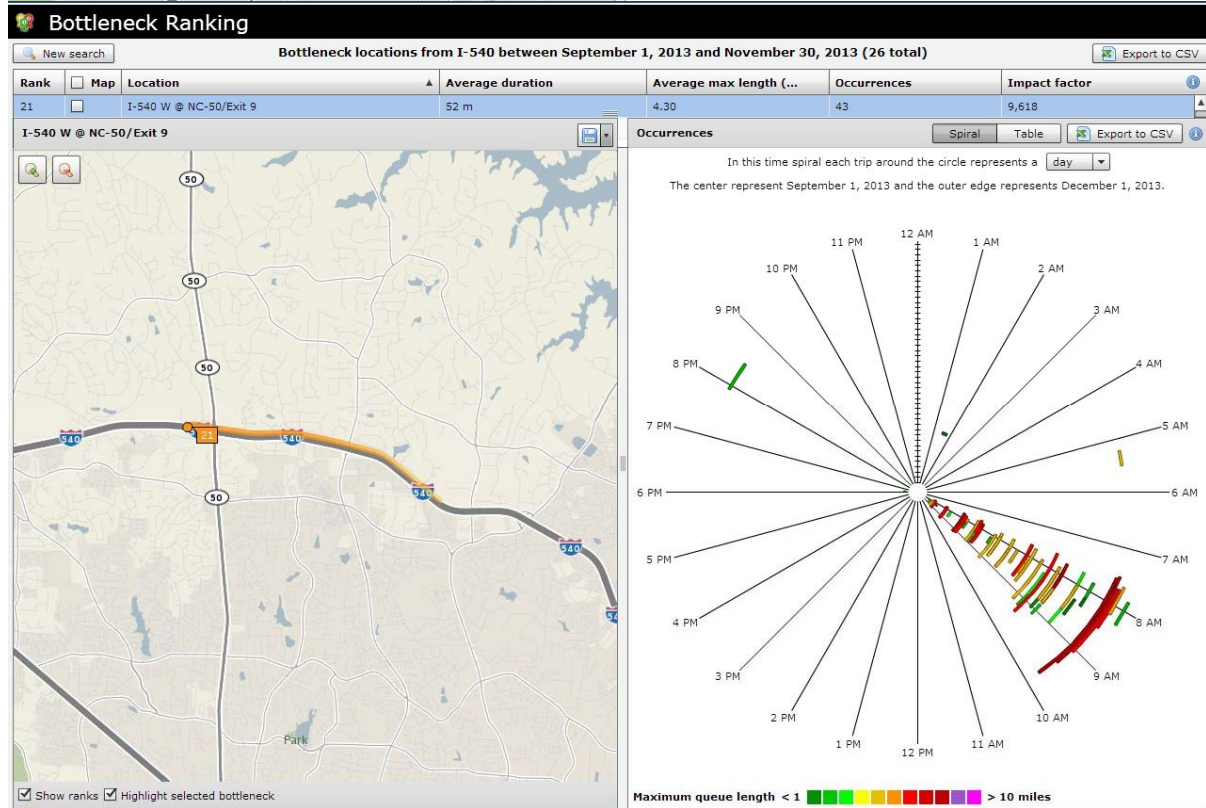 Bottleneck Ranking
New search
Bottleneck locations from I-540 between September 1, 2013 and November 30, 2013 (26 total)
Export to CSV
Rank Map Location Average duration Average max length (... Occurrences Impact factor
21 I-540 W @ NC-50/Exit 9 52 m 4.30 43 9,618
I-540 W @ NC-50/Exit 9
50
50
50
540
21
540
540
50
540
Park
Show ranks Highlight selected bottleneck
Occurrences
Spiral Table Export to CSV
In this time spiral each trip around the circle represents a day
The center represent September 1, 2013 and the outer edge represents December 1, 2013.
12 AM
11 PM 1 AM
10 PM 2 AM
9 PM 3 AM
8 PM 4 AM
7 PM 5 AM
6 PM 6 AM
5 PM 7 AM
4 PM 8 AM
3 PM 9 AM
2 PM 10 AM
1 PM 11 AM
12 PM
Maximum queue length < 1 > 10 miles